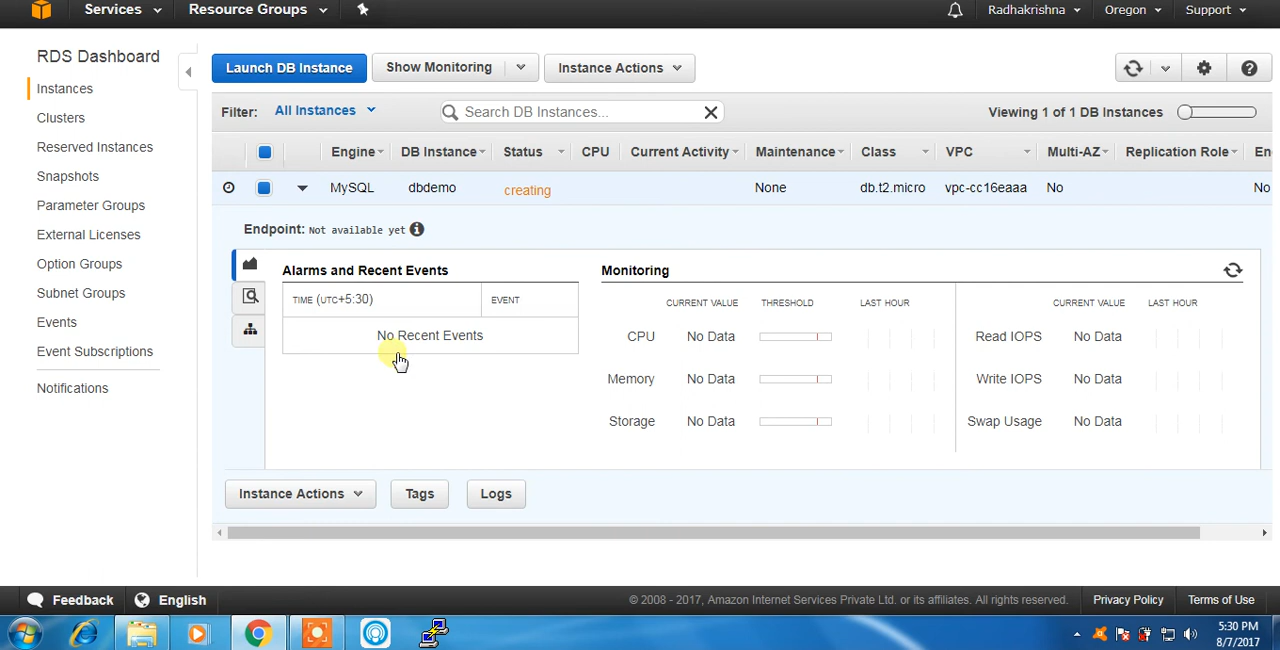 Services
Resource Groups
Radhakrishna
Oregon
Support
RDS Dashboard
Instances
Clusters
Reserved Instances
Snapshots
Parameter Groups
External Licenses
Option Groups
Subnet Groups
Events
Event Subscriptions
Notifications
Launch DB Instance
Show Monitoring
Instance Actions
Filter: All Instances
Search DB Instances...
Viewing 1 of 1 DB Instances
Engine DB Instance Status CPU Current Activity Maintenance Class VPC Multi-AZ Replication Role En
MySQL dbdemo creating None db.t2.micro vpc-cc16eaaa No No
Endpoint: Not available yet
Alarms and Recent Events
TIME (UTC+5:30) EVENT
No Recent Events
Monitoring
CURRENT VALUE THRESHOLD LAST HOUR CURRENT VALUE LAST HOUR
CPU No Data Read IOPS No Data
Memory No Data Write IOPS No Data
Storage No Data Swap Usage No Data
Instance Actions
Tags
Logs
Feedback
English
© 2008 - 2017, Amazon Internet Services Private Ltd. or its affiliates. All rights reserved.
Privacy Policy
Terms of Use
5:30 PM
8/7/2017